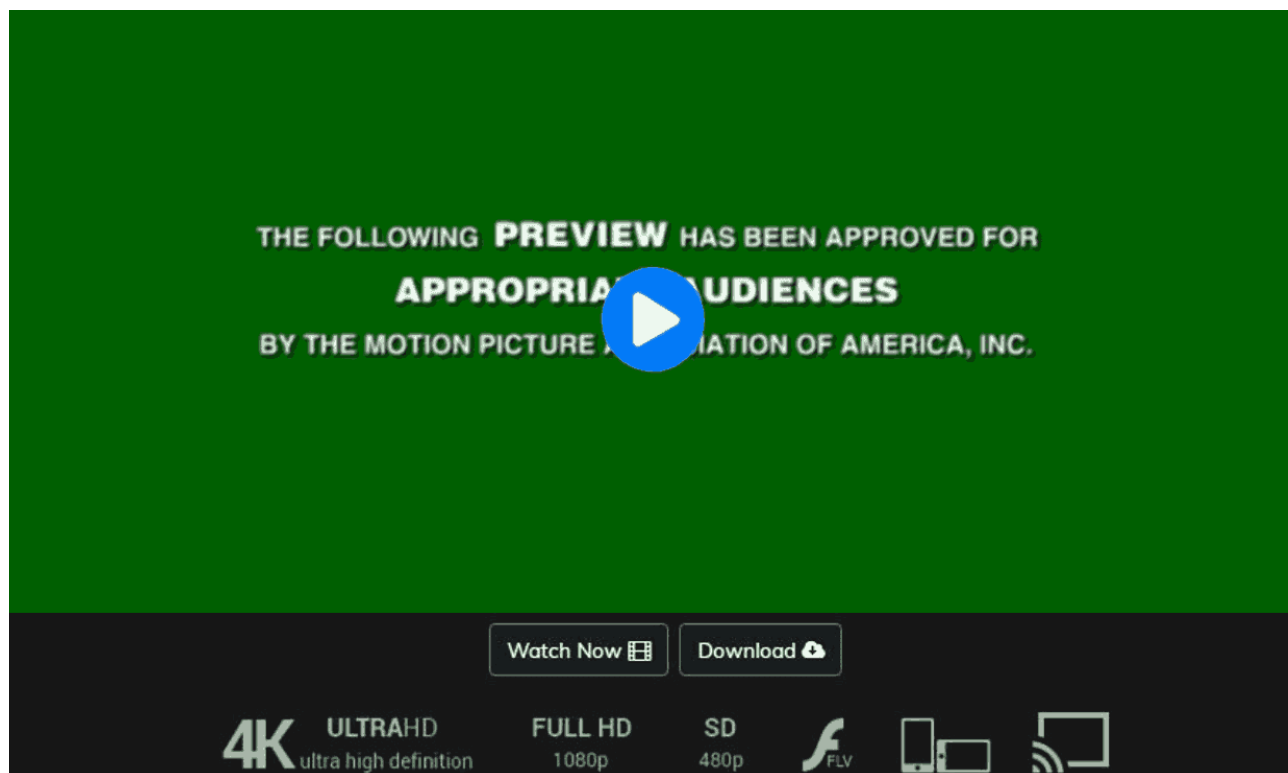 THE FOLLOWING PREVIEW HAS BEEN APPROVED FOR
AUDIENCES
BY THE MOTION PICTURE OF AMERICA, INC.
Watch Now Download
4K ULTRAHD FULL HD SD
ultra high definition 1080p 480p FLV